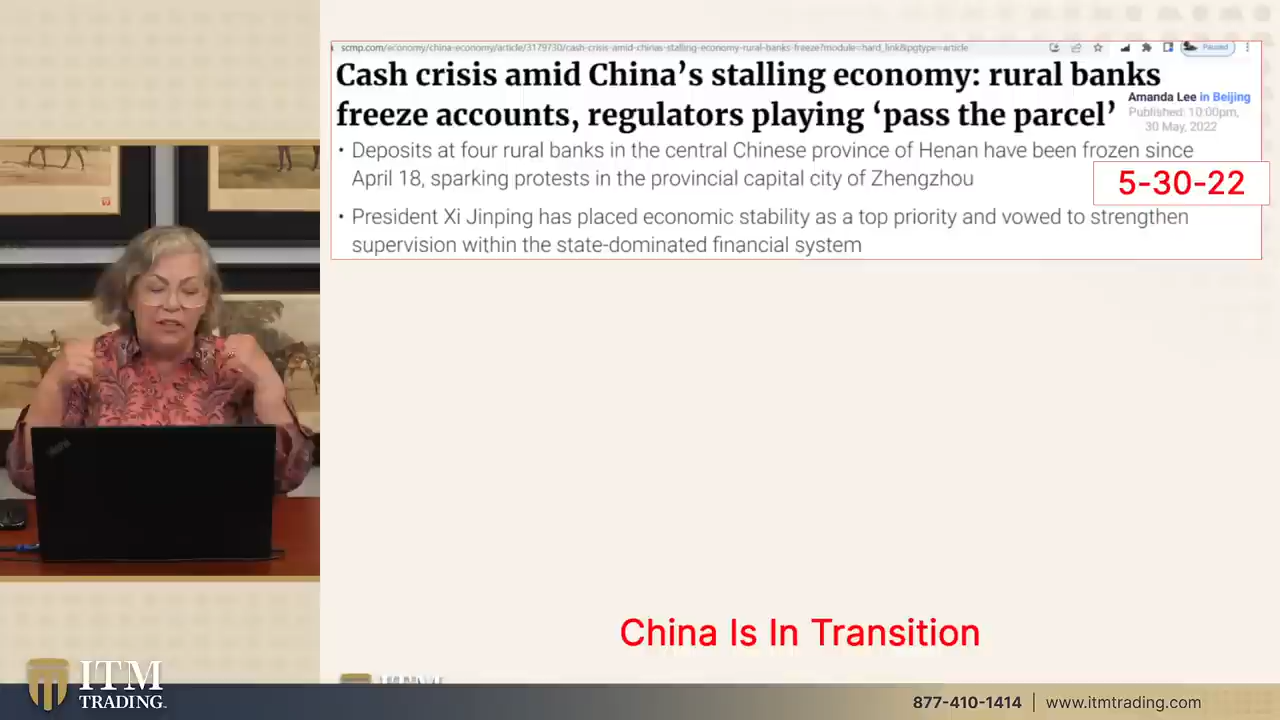 scmp.com/economy/china-economy/article/3179730/cash-crisis-amid-chinas-stalling-economy-rural-banks-freeze?module=hard_link&pgtype=article
Paused
Cash crisis amid China's stalling economy: rural banks
freeze accounts, regulators playing 'pass the parcel'
Amanda Lee in Beijing
Published: 10:00pm,
30 May, 2022
• Deposits at four rural banks in the central Chinese province of Henan have been frozen since
April 18, sparking protests in the provincial capital city of Zhengzhou
5-30-22
• President Xi Jinping has placed economic stability as a top priority and vowed to strengthen
supervision within the state-dominated financial system
China Is In Transition
ITM
TRADING
877-410-1414 | www.itmtrading.com